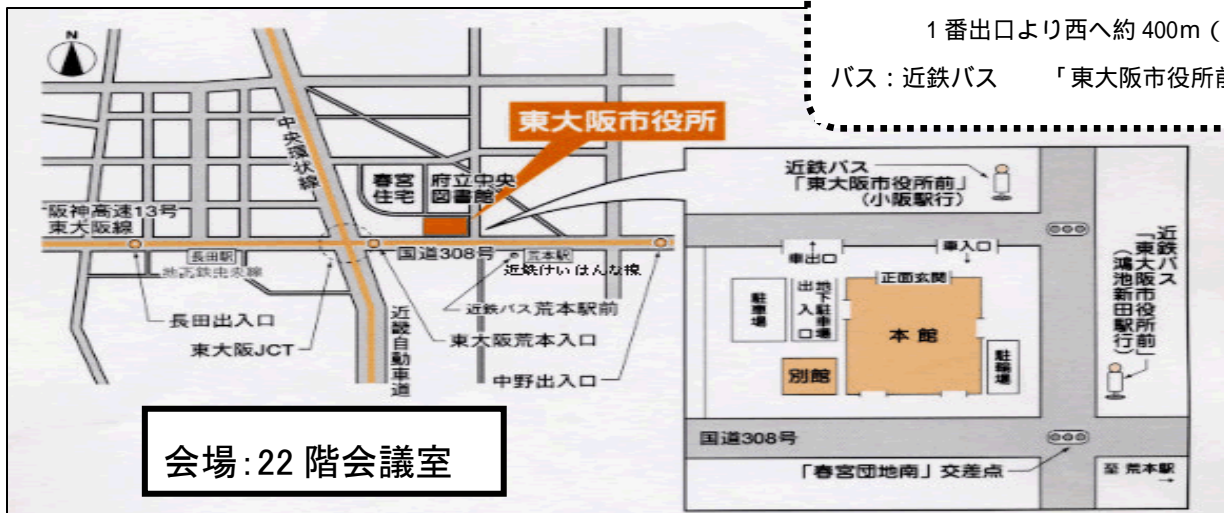 1番出口より西へ約 400m（
バス：近鉄バス 「東大阪市役所前
N
東大阪市役所
中央環状線
春宮
住宅
府立中央
図書館
阪神高速13号
東大阪線
長田駅
地下鉄中央線
国道308号
荒本駅
近鉄けいはんな線
近鉄バス荒本駅前
長田出入口
東大阪JCT
近畿自動車道
東大阪荒本入口
中野出入口
会場：22 階会議室
近鉄バス
「東大阪市役所前」
（小阪駅行）
近鉄バス
「東大阪市役所前」
（鴻池新田駅行）
車出口
車入口
正面玄関
駐車場
地下駐車場
出入口
本館
別館
駐輪場
国道308号
「春宮団地南」交差点
至 荒本駅
→